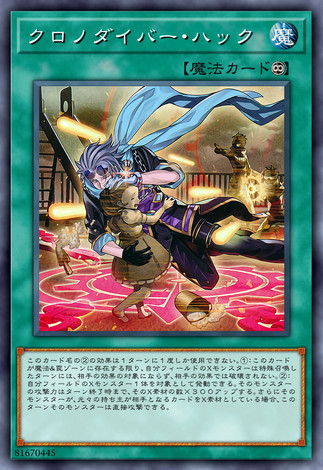 クロノダイバー・ハック
魔
【魔法カード】
このカード名の②の効果は1ターンに1度しか使用できない。①:このカード
が魔法&罠ゾーンに存在する限り、自分フィールドのXモンスターは特殊召喚し
たターンには、相手の効果の対象にならず、相手の効果では破壊されない。②:
自分フィールドのXモンスター1体を対象として発動できる。そのモンスター
の攻撃力はターン終了時まで、そのXの素材の数×300アップする。さらにその
モンスターが、元々の持ち主が相手となるカードをX素材としている場合、この
ターンそのモンスターは直接攻撃できる。
81670445